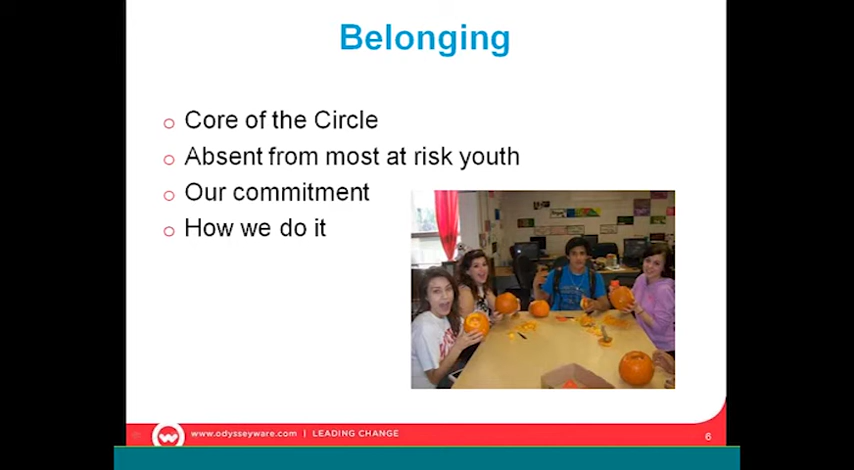 Belonging
Core of the Circle
Absent from most at risk youth
Our commitment
How we do it
www.odysseyware.com | LEADING CHANGE
6